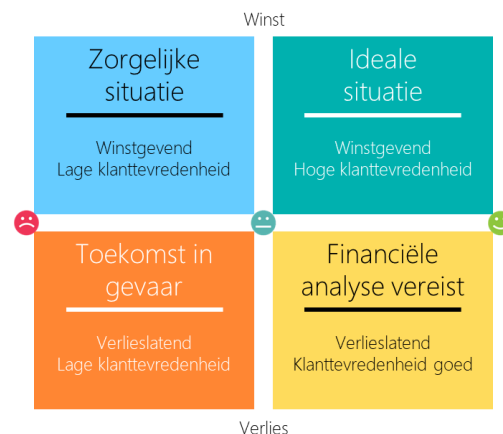 Winst
Zorgelijke
situatie
Winstgevend
Lage klanttevredenheid
Ideale
situatie
Winstgevend
Hoge klanttevredenheid
Toekomst in
gevaar
Verlieslatend
Lage klanttevredenheid
Financiële
analyse vereist
Verlieslatend
Klanttevredenheid goed
Verlies